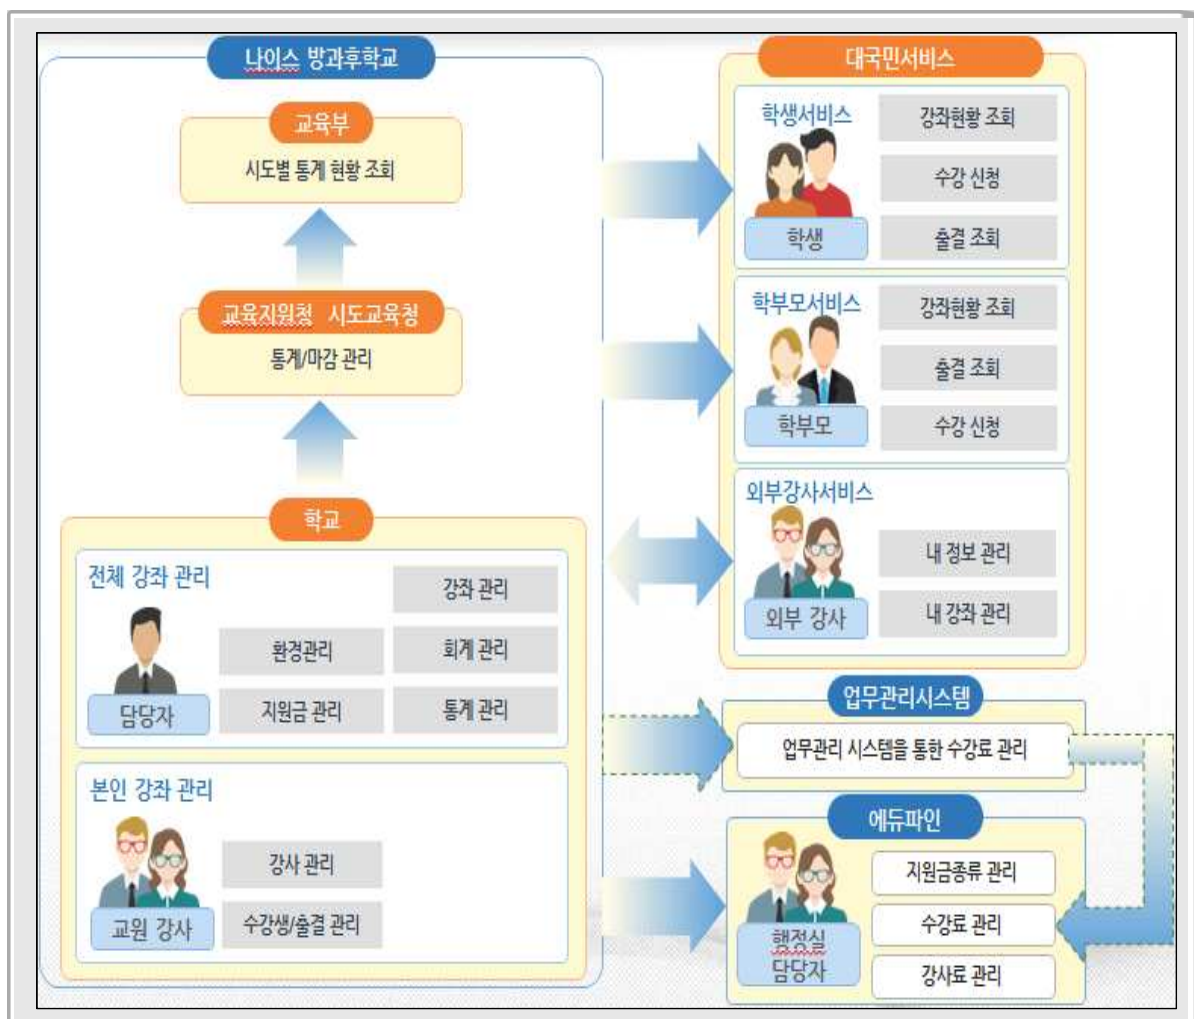 나이스 방과후학교
교육부
시도별 통계 현황 조회
교육지원청 시도교육청
통계/마감 관리
학교
전체 강좌 관리
담당자
환경관리
지원금 관리
강좌 관리
회계 관리
통계 관리
본인 강좌 관리
교원 강사
강사 관리
수강생/출결 관리
대국민서비스
학생서비스
학생
강좌현황 조회
수강 신청
출결 조회
학부모서비스
학부모
강좌현황 조회
출결 조회
수강 신청
외부강사서비스
외부 강사
내 정보 관리
내 강좌 관리
업무관리시스템
업무관리 시스템을 통한 수강료 관리
에듀파인
행정실
담당자
지원금종류 관리
수강료 관리
강사료 관리